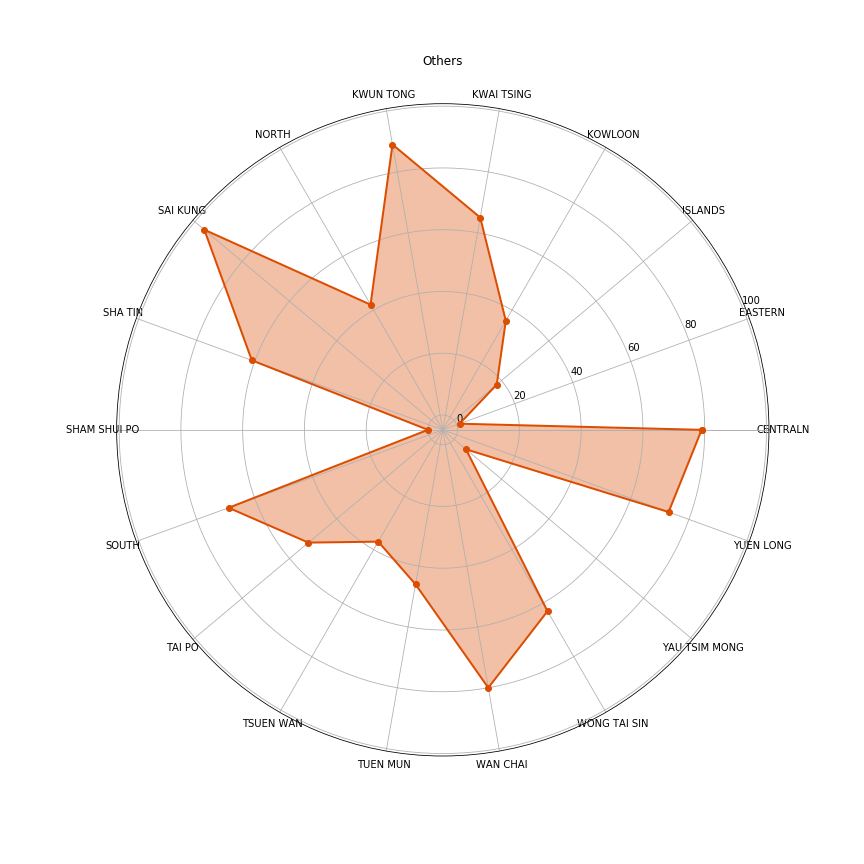 Others
KWUN TONG
KWAI TSING
NORTH
KOWLOON
SAI KUNG
ISLANDS
100
SHA TIN
EASTERN
80
60
40
20
0
SHAM SHUI PO
CENTRALN
SOUTH
YUEN LONG
TAI PO
YAU TSIM MONG
TSUEN WAN
WONG TAI SIN
TUEN MUN
WAN CHAI